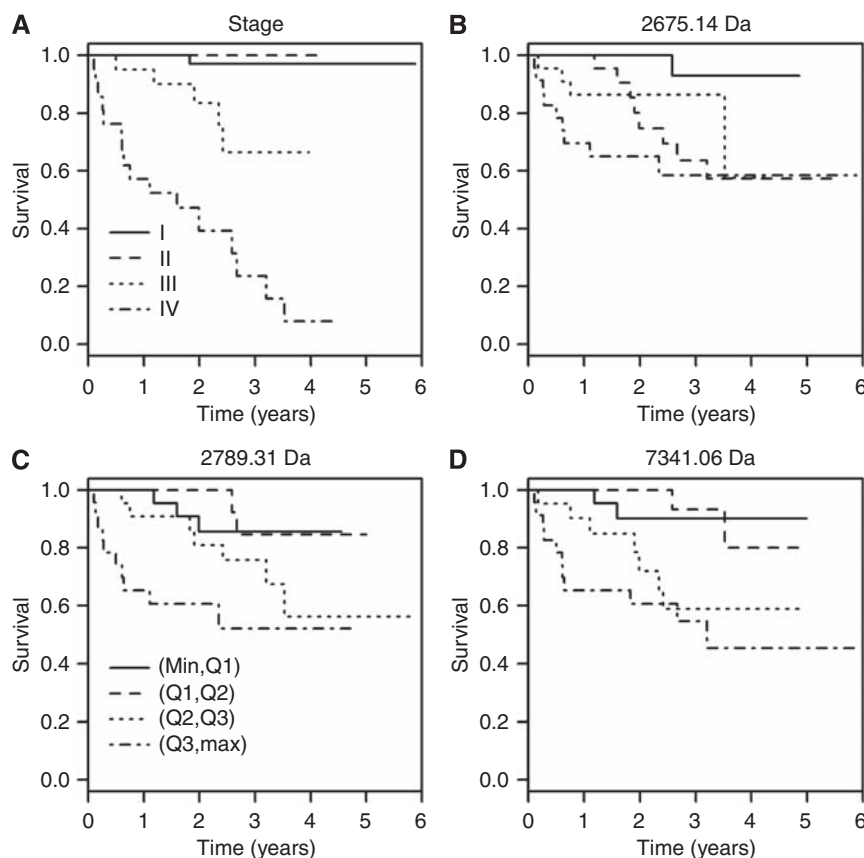 A Stage
1.0
0.8
0.6
0.4
0.2
0.0
Survival
I
II
III
IV
0 1 2 3 4 5 6
Time (years)
B 2675.14 Da
1.0
0.8
0.6
0.4
0.2
0.0
Survival
0 1 2 3 4 5 6
Time (years)
C 2789.31 Da
1.0
0.8
0.6
0.4
0.2
0.0
Survival
(Min,Q1)
(Q1,Q2)
(Q2,Q3)
(Q3,max)
0 1 2 3 4 5 6
Time (years)
D 7341.06 Da
1.0
0.8
0.6
0.4
0.2
0.0
Survival
0 1 2 3 4 5 6
Time (years)